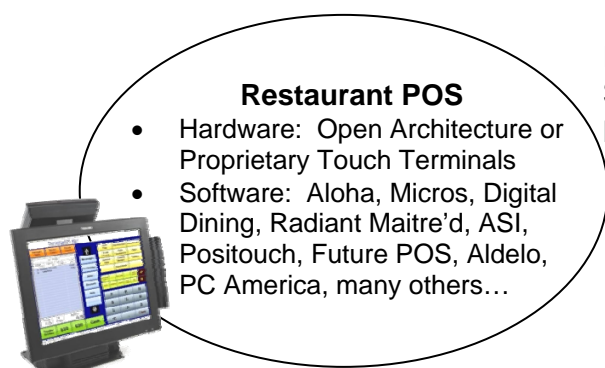 Restaurant POS
• Hardware: Open Architecture or
Proprietary Touch Terminals
• Software: Aloha, Micros, Digital
Dining, Radiant Maitre'd, ASI,
Positouch, Future POS, Aldelo,
PC America, many others…